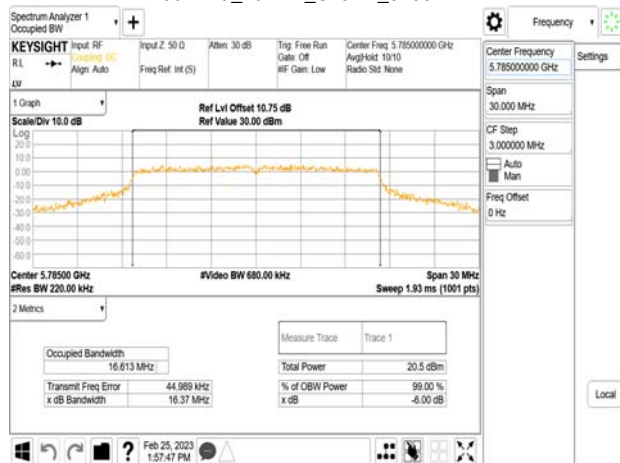 Spectrum Analyzer 1
Occupied BW
+
Frequency
KEYSIGHT
Input: RF
Coupling: DC
Align: Auto
Input Z: 50 Ω
Freq Ref: Int (S)
Atten: 30 dB
Trig: Free Run
Gate: Off
#IF Gain: Low
Center Freq: 5.785000000 GHz
Avg|Hold: 10/10
Radio Std: None
RL
Center Frequency
5.785000000 GHz
Settings
Span
30.000 MHz
CF Step
3.000000 MHz
Auto
Man
Freq Offset
0 Hz
1 Graph
Scale/Div 10.0 dB
Ref Lvl Offset 10.75 dB
Ref Value 30.00 dBm
Log
20.0
10.0
0.00
-10.0
-20.0
-30.0
-40.0
-50.0
-60.0
Center 5.78500 GHz
#Res BW 220.00 kHz
#Video BW 680.00 kHz
Span 30 MHz
Sweep 1.93 ms (1001 pts)
2 Metrics
Measure Trace
Trace 1
Occupied Bandwidth
16.613 MHz
Total Power
20.5 dBm
Transmit Freq Error
44.989 kHz
% of OBW Power
99.00 %
x dB Bandwidth
16.37 MHz
x dB
-6.00 dB
Local
?
Feb 25, 2023
1:57:47 PM